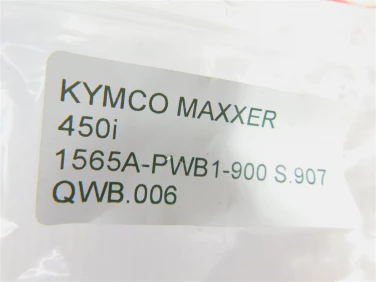 KYMCO MAXXER
450i
1565A-PWB1-900 S.907
QWB.006